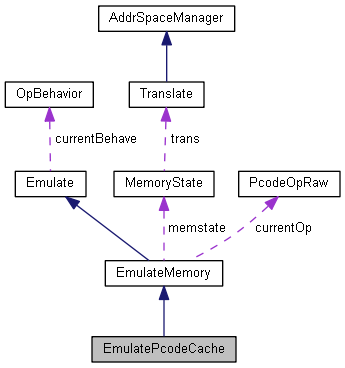 AddrSpaceManager
OpBehavior
Translate
currentBehave
trans
Emulate
MemoryState
PcodeOpRaw
memstate
currentOp
EmulateMemory
EmulatePcodeCache